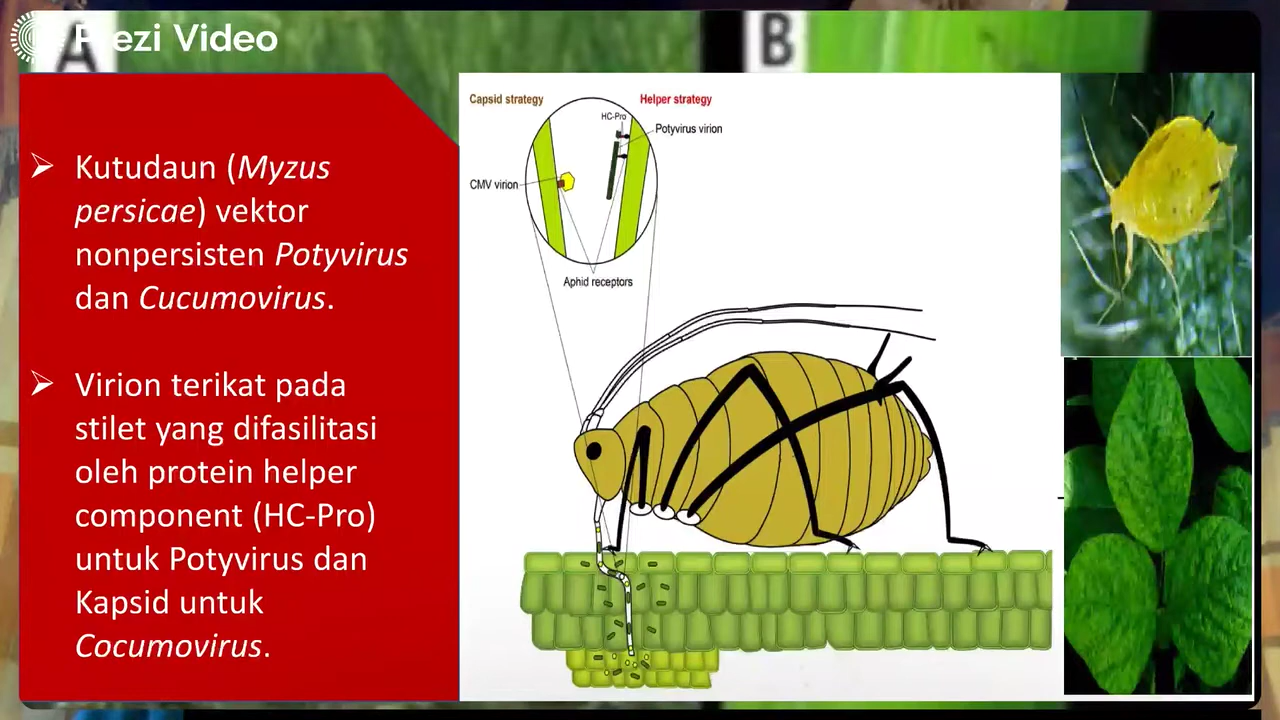 A
Prezi Video
B
Kutudaun (Myzus
persicae) vektor
nonpersisten Potyvirus
dan Cucumovirus.
Virion terikat pada
stilet yang difasilitasi
oleh protein helper
component (HC-Pro)
untuk Potyvirus dan
Kapsid untuk
Cocumovirus.
Capsid strategy
Helper strategy
HC-Pro
Potyvirus virion
CMV virion
Aphid receptors